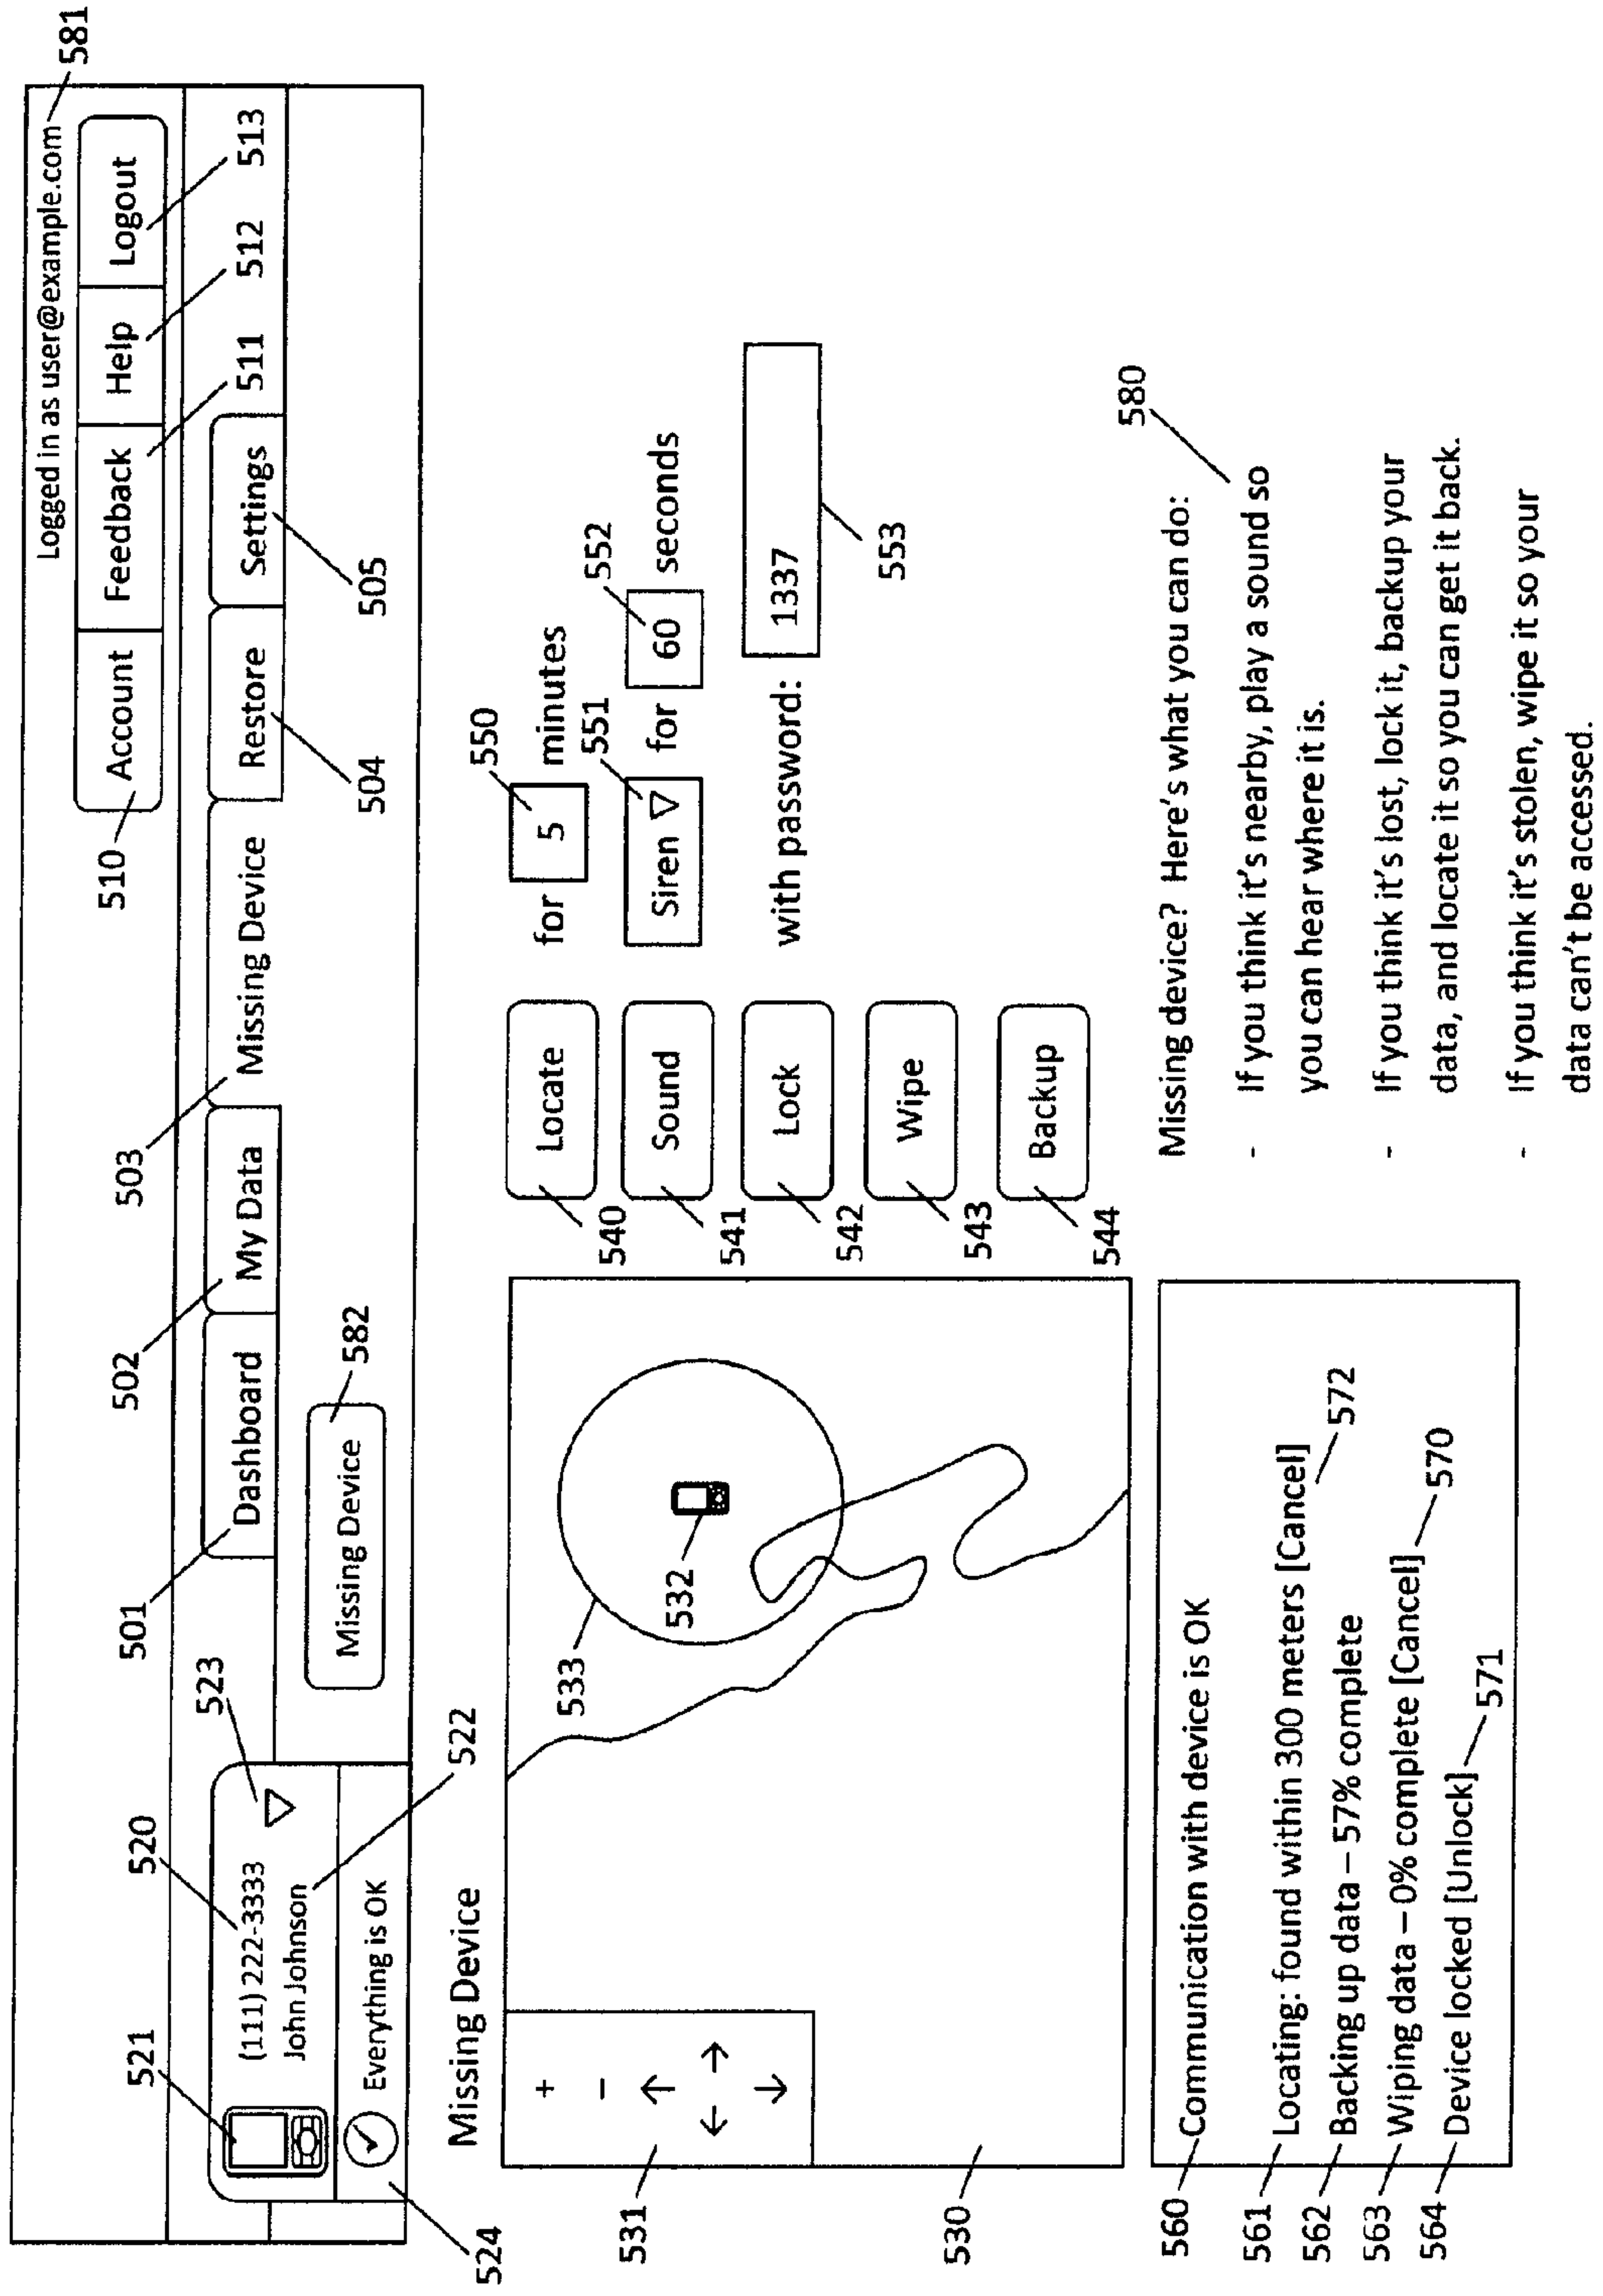 Logged in as user@example.com 581
Account Feedback Help Logout
510 511 512 513
521 520 523 501 502 503
(111) 222-3333
John Johnson
Dashboard My Data Missing Device Restore Settings
504 505
Everything is OK
Missing Device 582
524 522
Missing Device
+
-
531
530
533
532
540 Locate for 5 minutes 550
541 Sound Siren for 60 seconds 551 552
542 Lock with password: 1337 553
543 Wipe
544 Backup
560 Communication with device is OK
561 Locating: found within 300 meters [Cancel] 572
562 Backing up data – 57% complete
563 Wiping data – 0% complete [Cancel] 570
564 Device locked [Unlock] 571
Missing device? Here's what you can do:
580
- If you think it's nearby, play a sound so
you can hear where it is.
- If you think it's lost, lock it, backup your
data, and locate it so you can get it back.
- If you think it's stolen, wipe it so your
data can't be accessed.